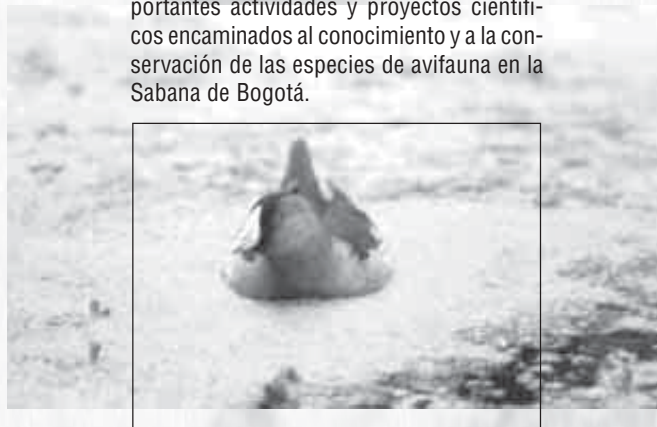 portantes actividades y proyectos científi-
cos encaminados al conocimiento y a la con-
servación de las especies de avifauna en la
Sabana de Bogotá.